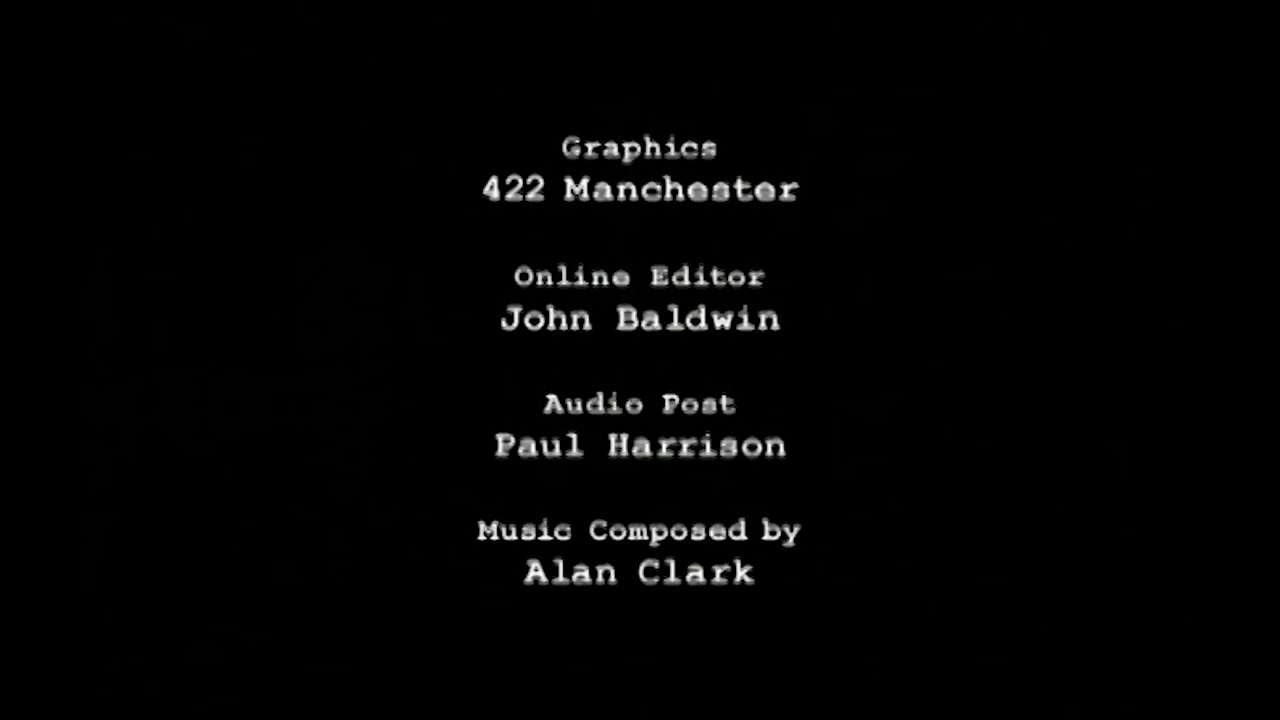 Graphics
422 Manchester
Online Editor
John Baldwin
Audio Post
Paul Harrison
Music Composed by
Alan Clark